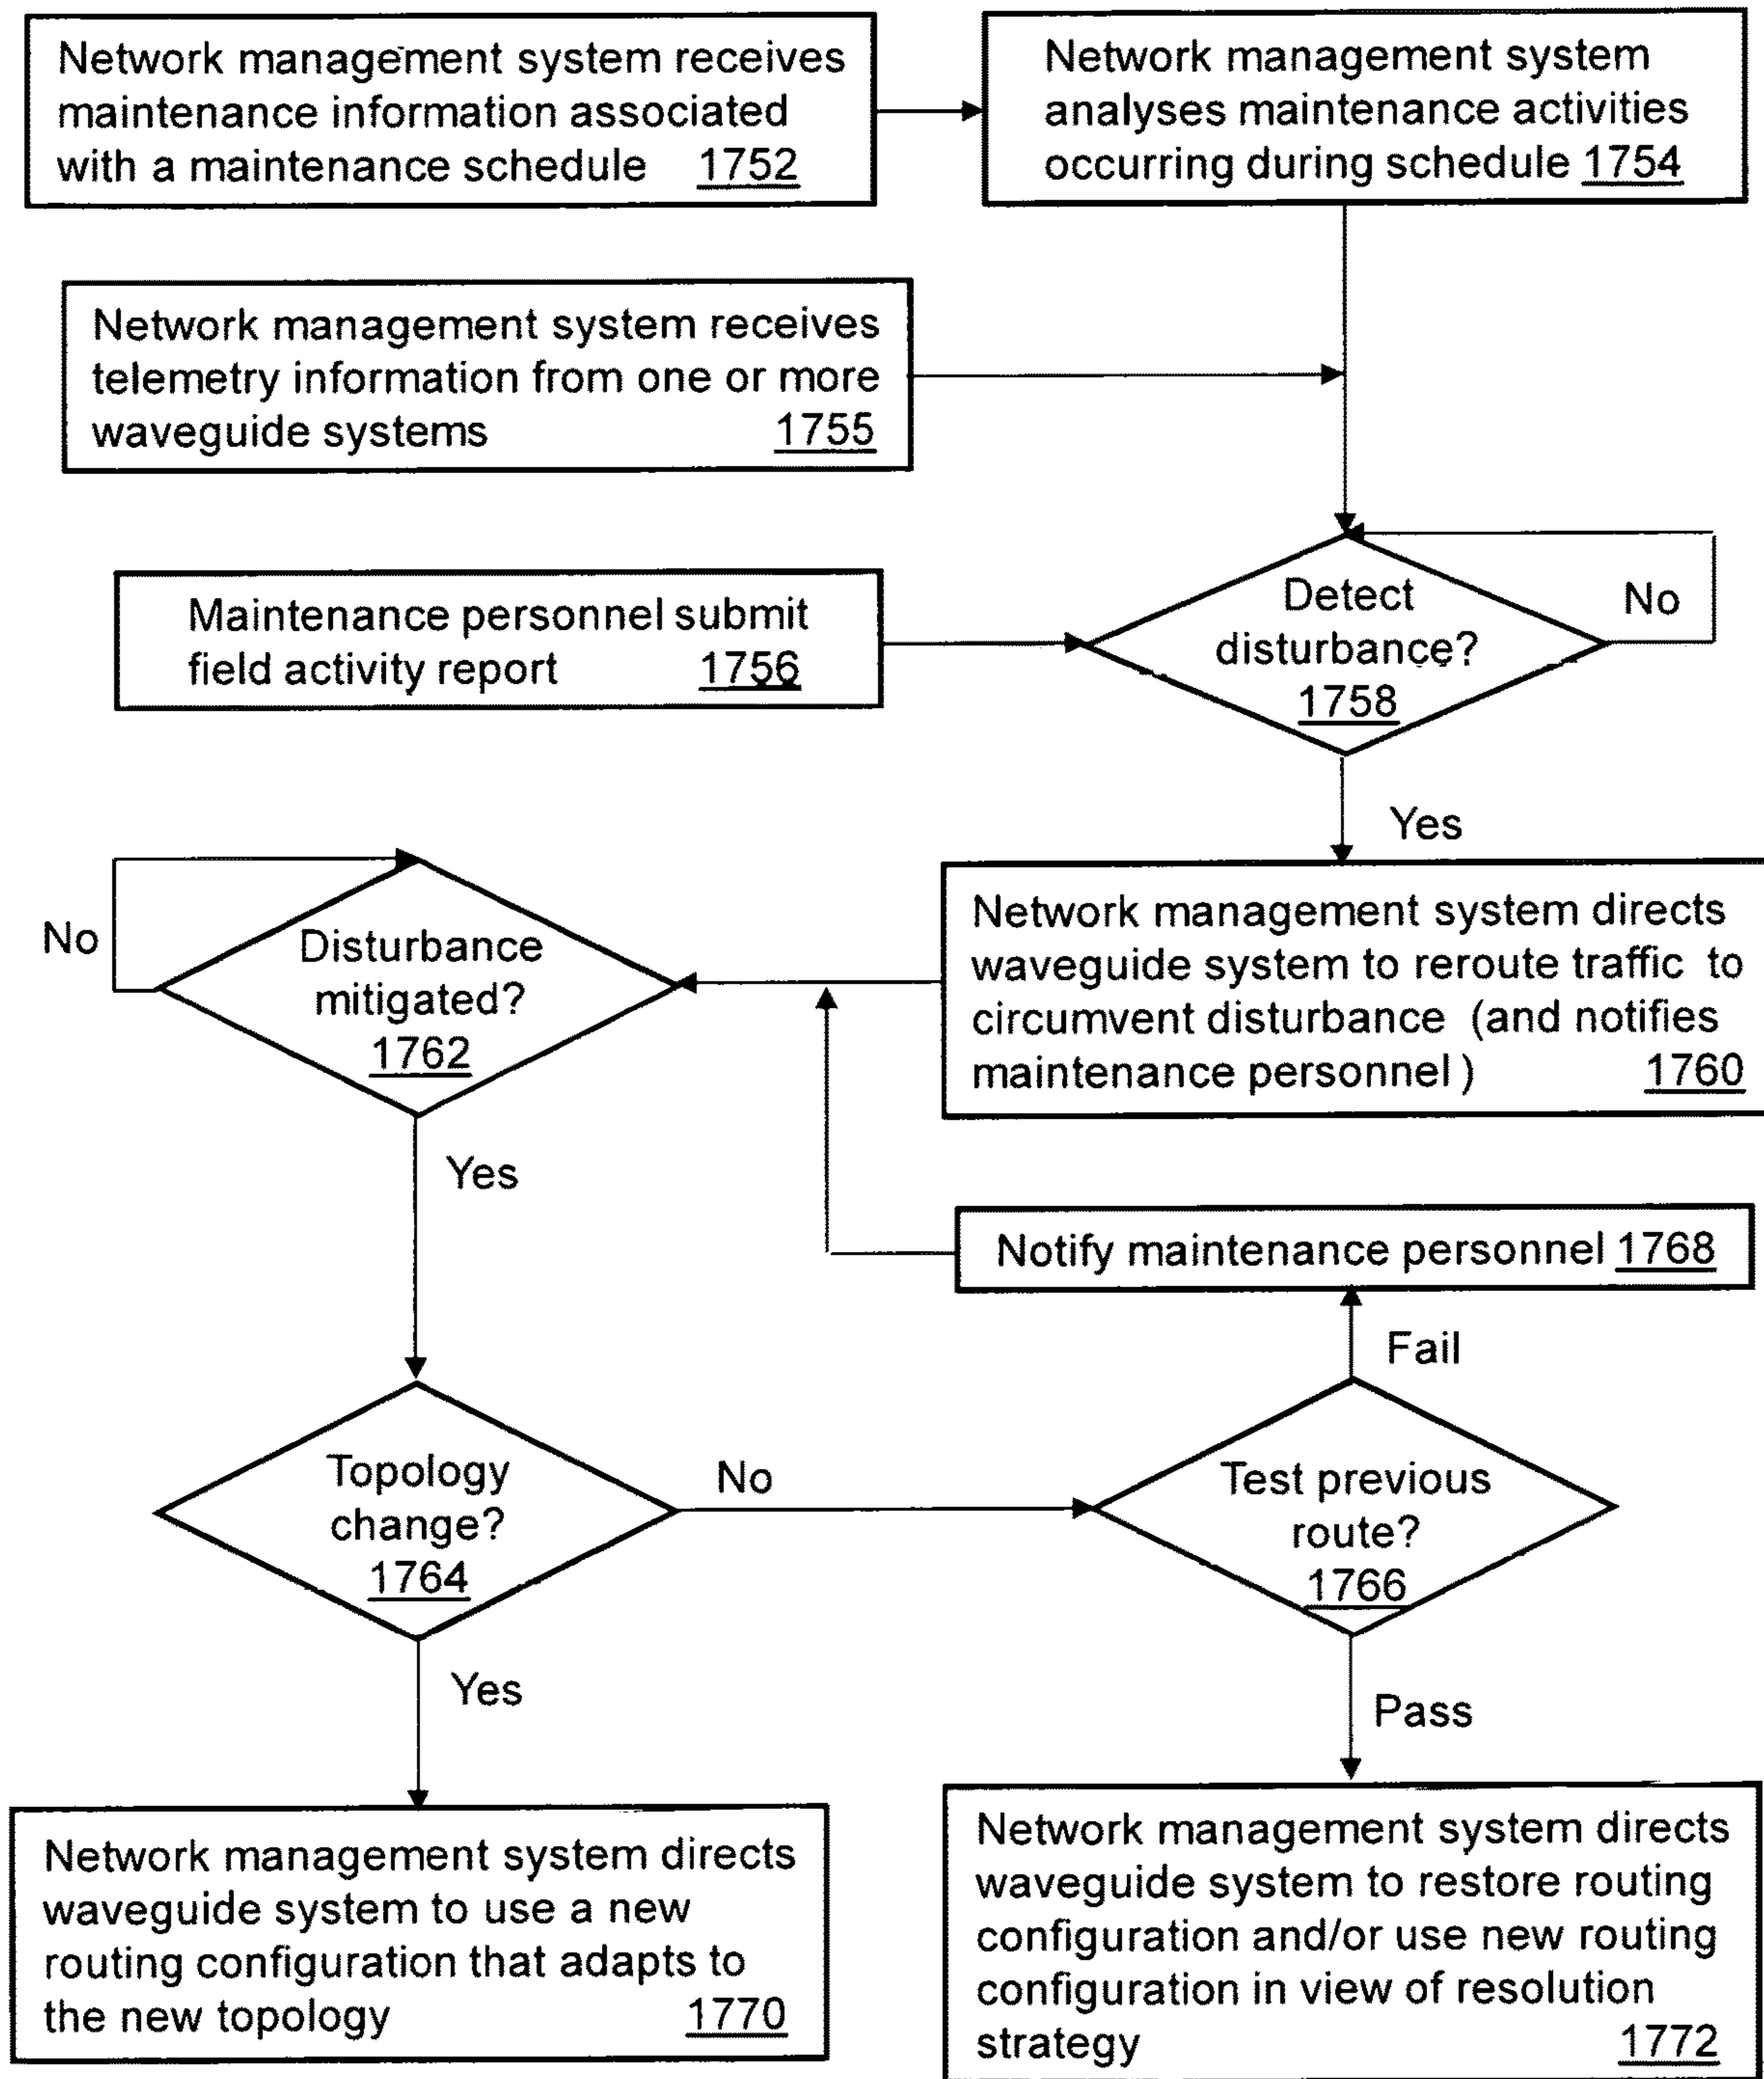 Network management system receives
maintenance information associated
with a maintenance schedule 1752
Network management system
analyses maintenance activities
occurring during schedule 1754
Network management system receives
telemetry information from one or more
waveguide systems 1755
Maintenance personnel submit
field activity report 1756
Detect
disturbance?
1758
No
Yes
Network management system directs
waveguide system to reroute traffic to
circumvent disturbance (and notifies
maintenance personnel) 1760
Disturbance
mitigated?
1762
No
Yes
Notify maintenance personnel 1768
Fail
Topology
change?
1764
No
Test previous
route?
1766
Yes
Pass
Network management system directs
waveguide system to use a new
routing configuration that adapts to
the new topology 1770
Network management system directs
waveguide system to restore routing
configuration and/or use new routing
configuration in view of resolution
strategy 1772